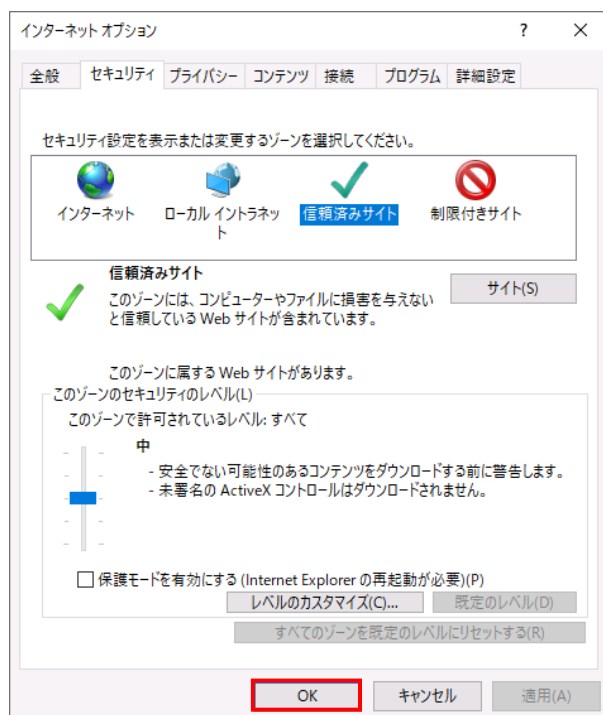 インターネット オプション ? ×
全般 セキュリティ プライバシー コンテンツ 接続 プログラム 詳細設定
セキュリティ設定を表示または変更するゾーンを選択してください。
インターネット
ローカル イントラネッ
ト
信頼済みサイト
制限付きサイト
信頼済みサイト
サイト(S)
このゾーンには、コンピューターやファイルに損害を与えない
と信頼している Web サイトが含まれています。
このゾーンに属する Web サイトがあります。
このゾーンのセキュリティのレベル(L)
このゾーンで許可されているレベル: すべて
中
- 安全でない可能性のあるコンテンツをダウンロードする前に警告します。
- 未署名の ActiveX コントロールはダウンロードされません。
保護モードを有効にする (Internet Explorer の再起動が必要)(P)
レベルのカスタマイズ(C)... 既定のレベル(D)
すべてのゾーンを既定のレベルにリセットする(R)
OK キャンセル 適用(A)